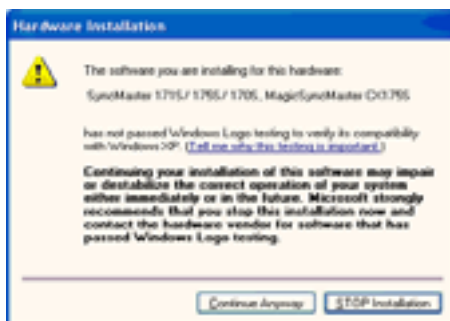 Hardware Installation
The software you are installing for this hardware:
SyncMaster 171S/ 175S/ 170S, MagicSyncMaster CX175S
has not passed Windows Logo testing to verify its compatibility
with Windows XP. (Tell me why this testing is important.)
Continuing your installation of this software may impair
or destabilize the correct operation of your system
either immediately or in the future. Microsoft strongly
recommends that you stop this installation now and
contact the hardware vendor for software that has
passed Windows Logo testing.
Continue Anyway
STOP Installation